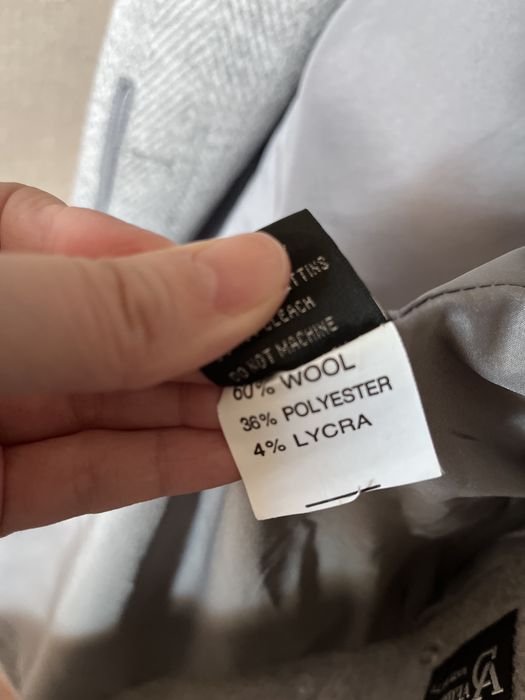 BLEACH
DO NOT MACHINE
60% WOOL
36% POLYESTER
4% LYCRA